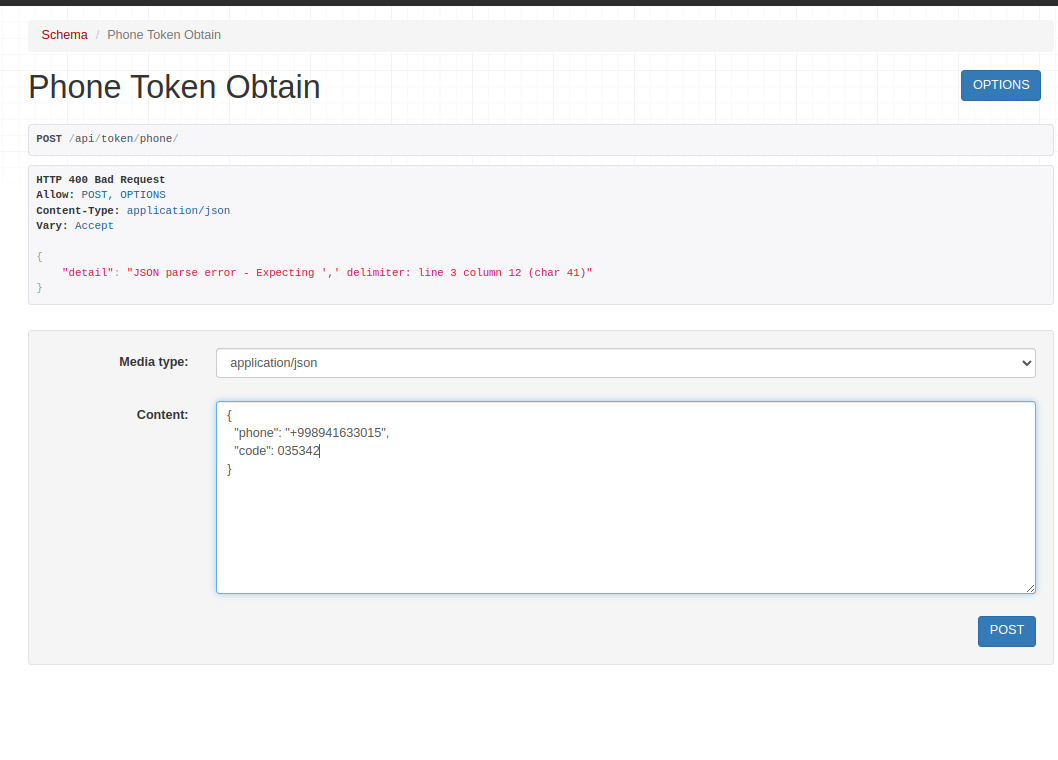 Schema / Phone Token Obtain
Phone Token Obtain
OPTIONS
POST /api/token/phone/
HTTP 400 Bad Request
Allow: POST, OPTIONS
Content-Type: application/json
Vary: Accept
{
"detail": "JSON parse error - Expecting ',' delimiter: line 3 column 12 (char 41)"
}
Media type: application/json
Content: {
"phone": "+998941633015",
"code": 035342
}
POST